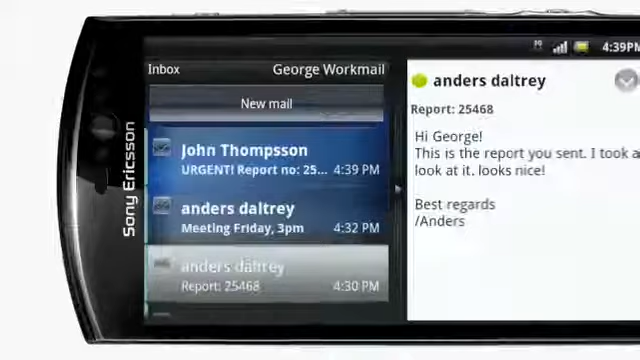 Sony Ericsson
4:39PM
Inbox
George Workmail
New mail
John Thompsson
URGENT! Report no: 25...
4:39 PM
anders daltrey
Meeting Friday, 3pm
4:32 PM
anders daltrey
Report: 25468
4:30 PM
anders daltrey
Report: 25468
Hi George!
This is the report you sent. I took a
look at it. looks nice!
Best regards
/Anders